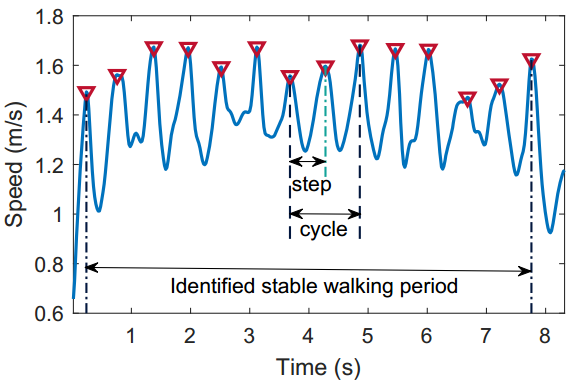 1.8
1.6
1.4
1.2
1
0.8
0.6
Speed (m/s)
step
cycle
Identified stable walking period
1 2 3 4 5 6 7 8
Time (s)